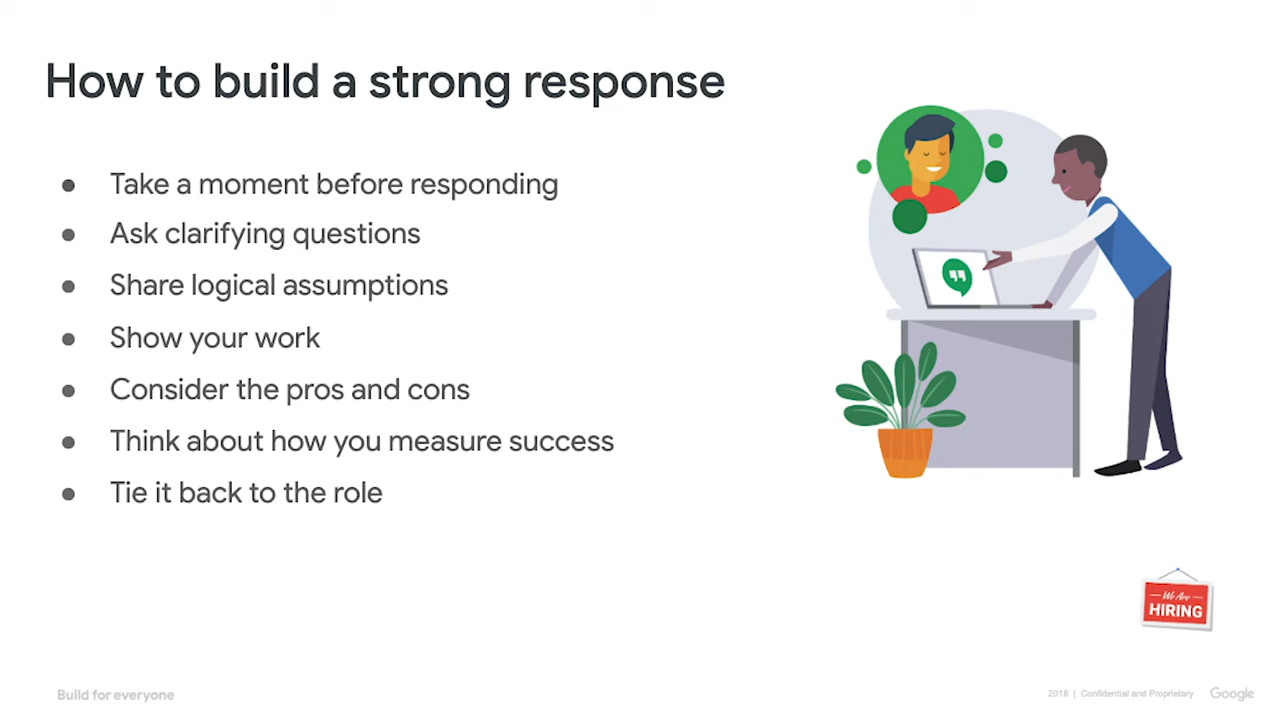 How to build a strong response
● Take a moment before responding
● Ask clarifying questions
● Share logical assumptions
● Show your work
● Consider the pros and cons
● Think about how you measure success
● Tie it back to the role
We Are
HIRING
Build for everyone
2018 | Confidential and Proprietary Google